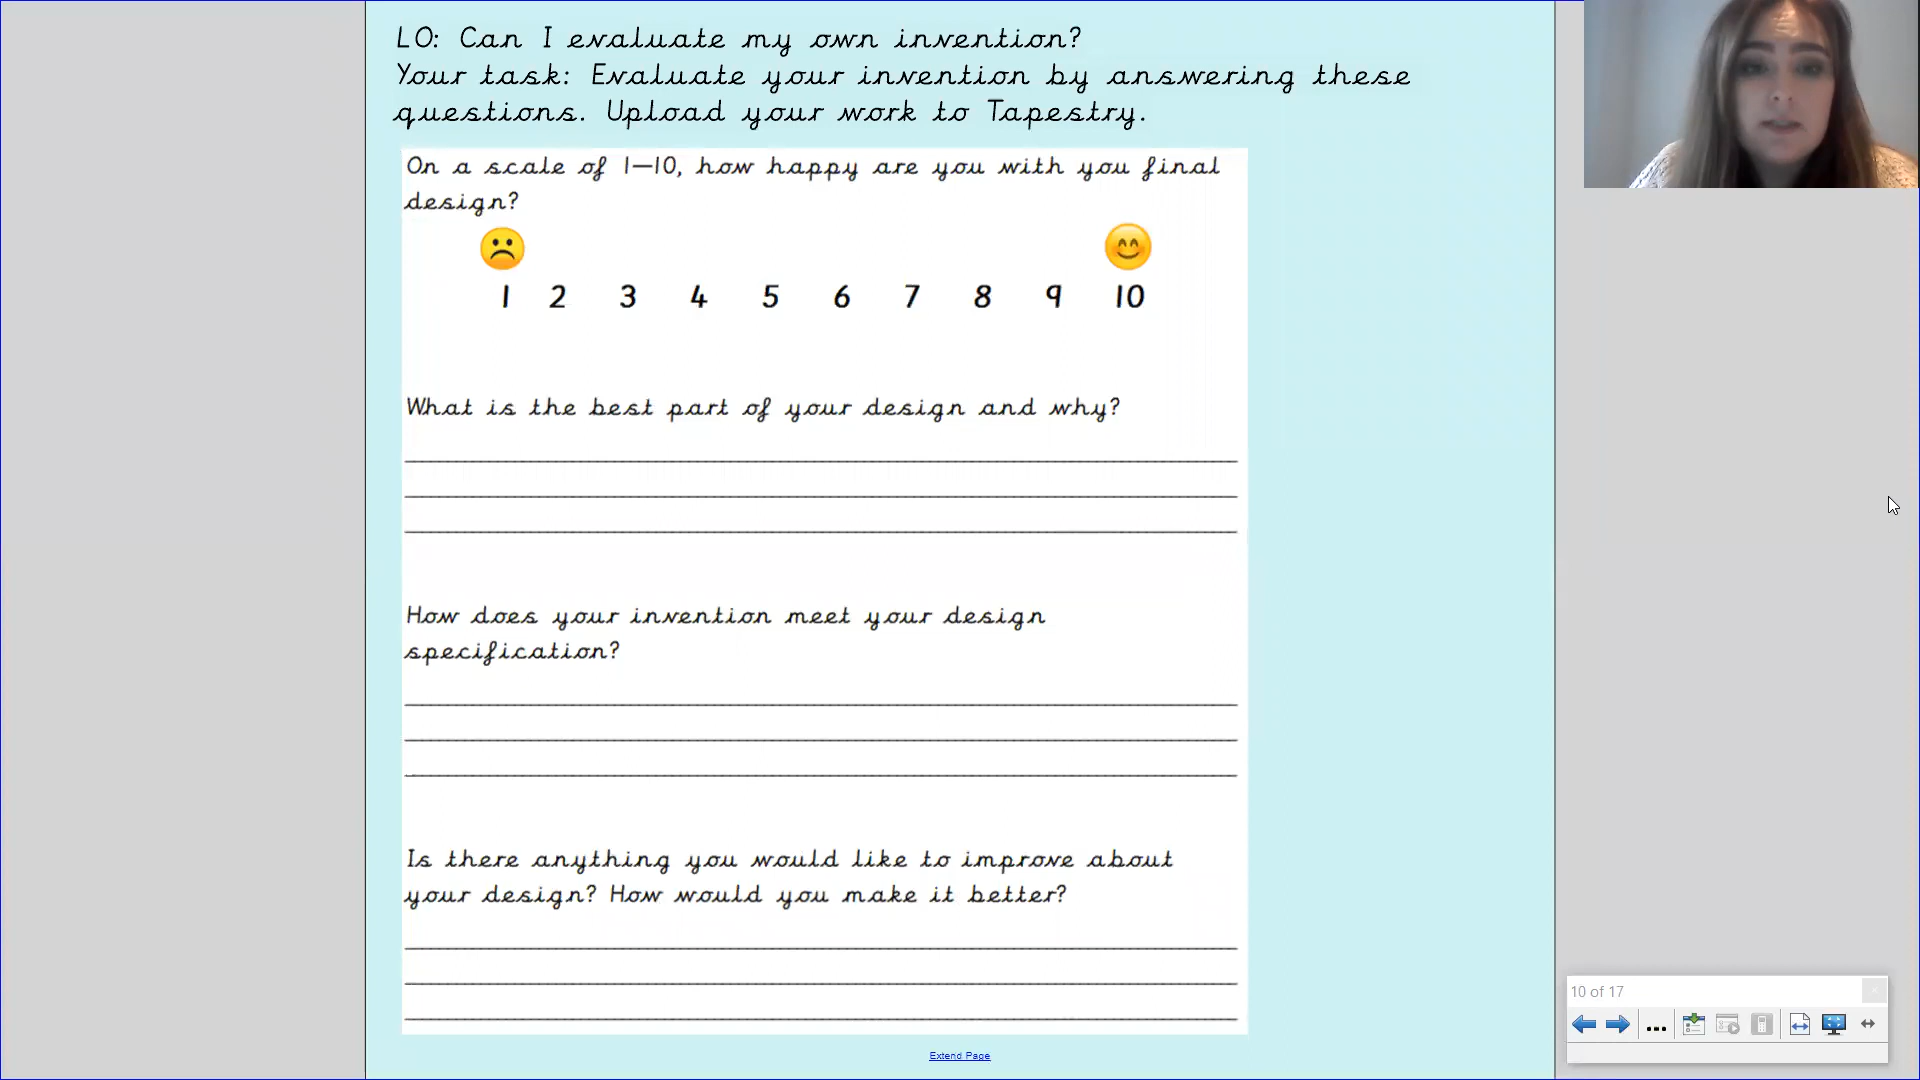 LO: Can I evaluate my own invention?
Your task: Evaluate your invention by answering these
questions. Upload your work to Tapestry.
On a scale of 1—10, how happy are you with you final
design?
1 2 3 4 5 6 7 8 9 10
What is the best part of your design and why?
How does your invention meet your design
specification?
Is there anything you would like to improve about
your design? How would you make it better?
Extend Page
10 of 17